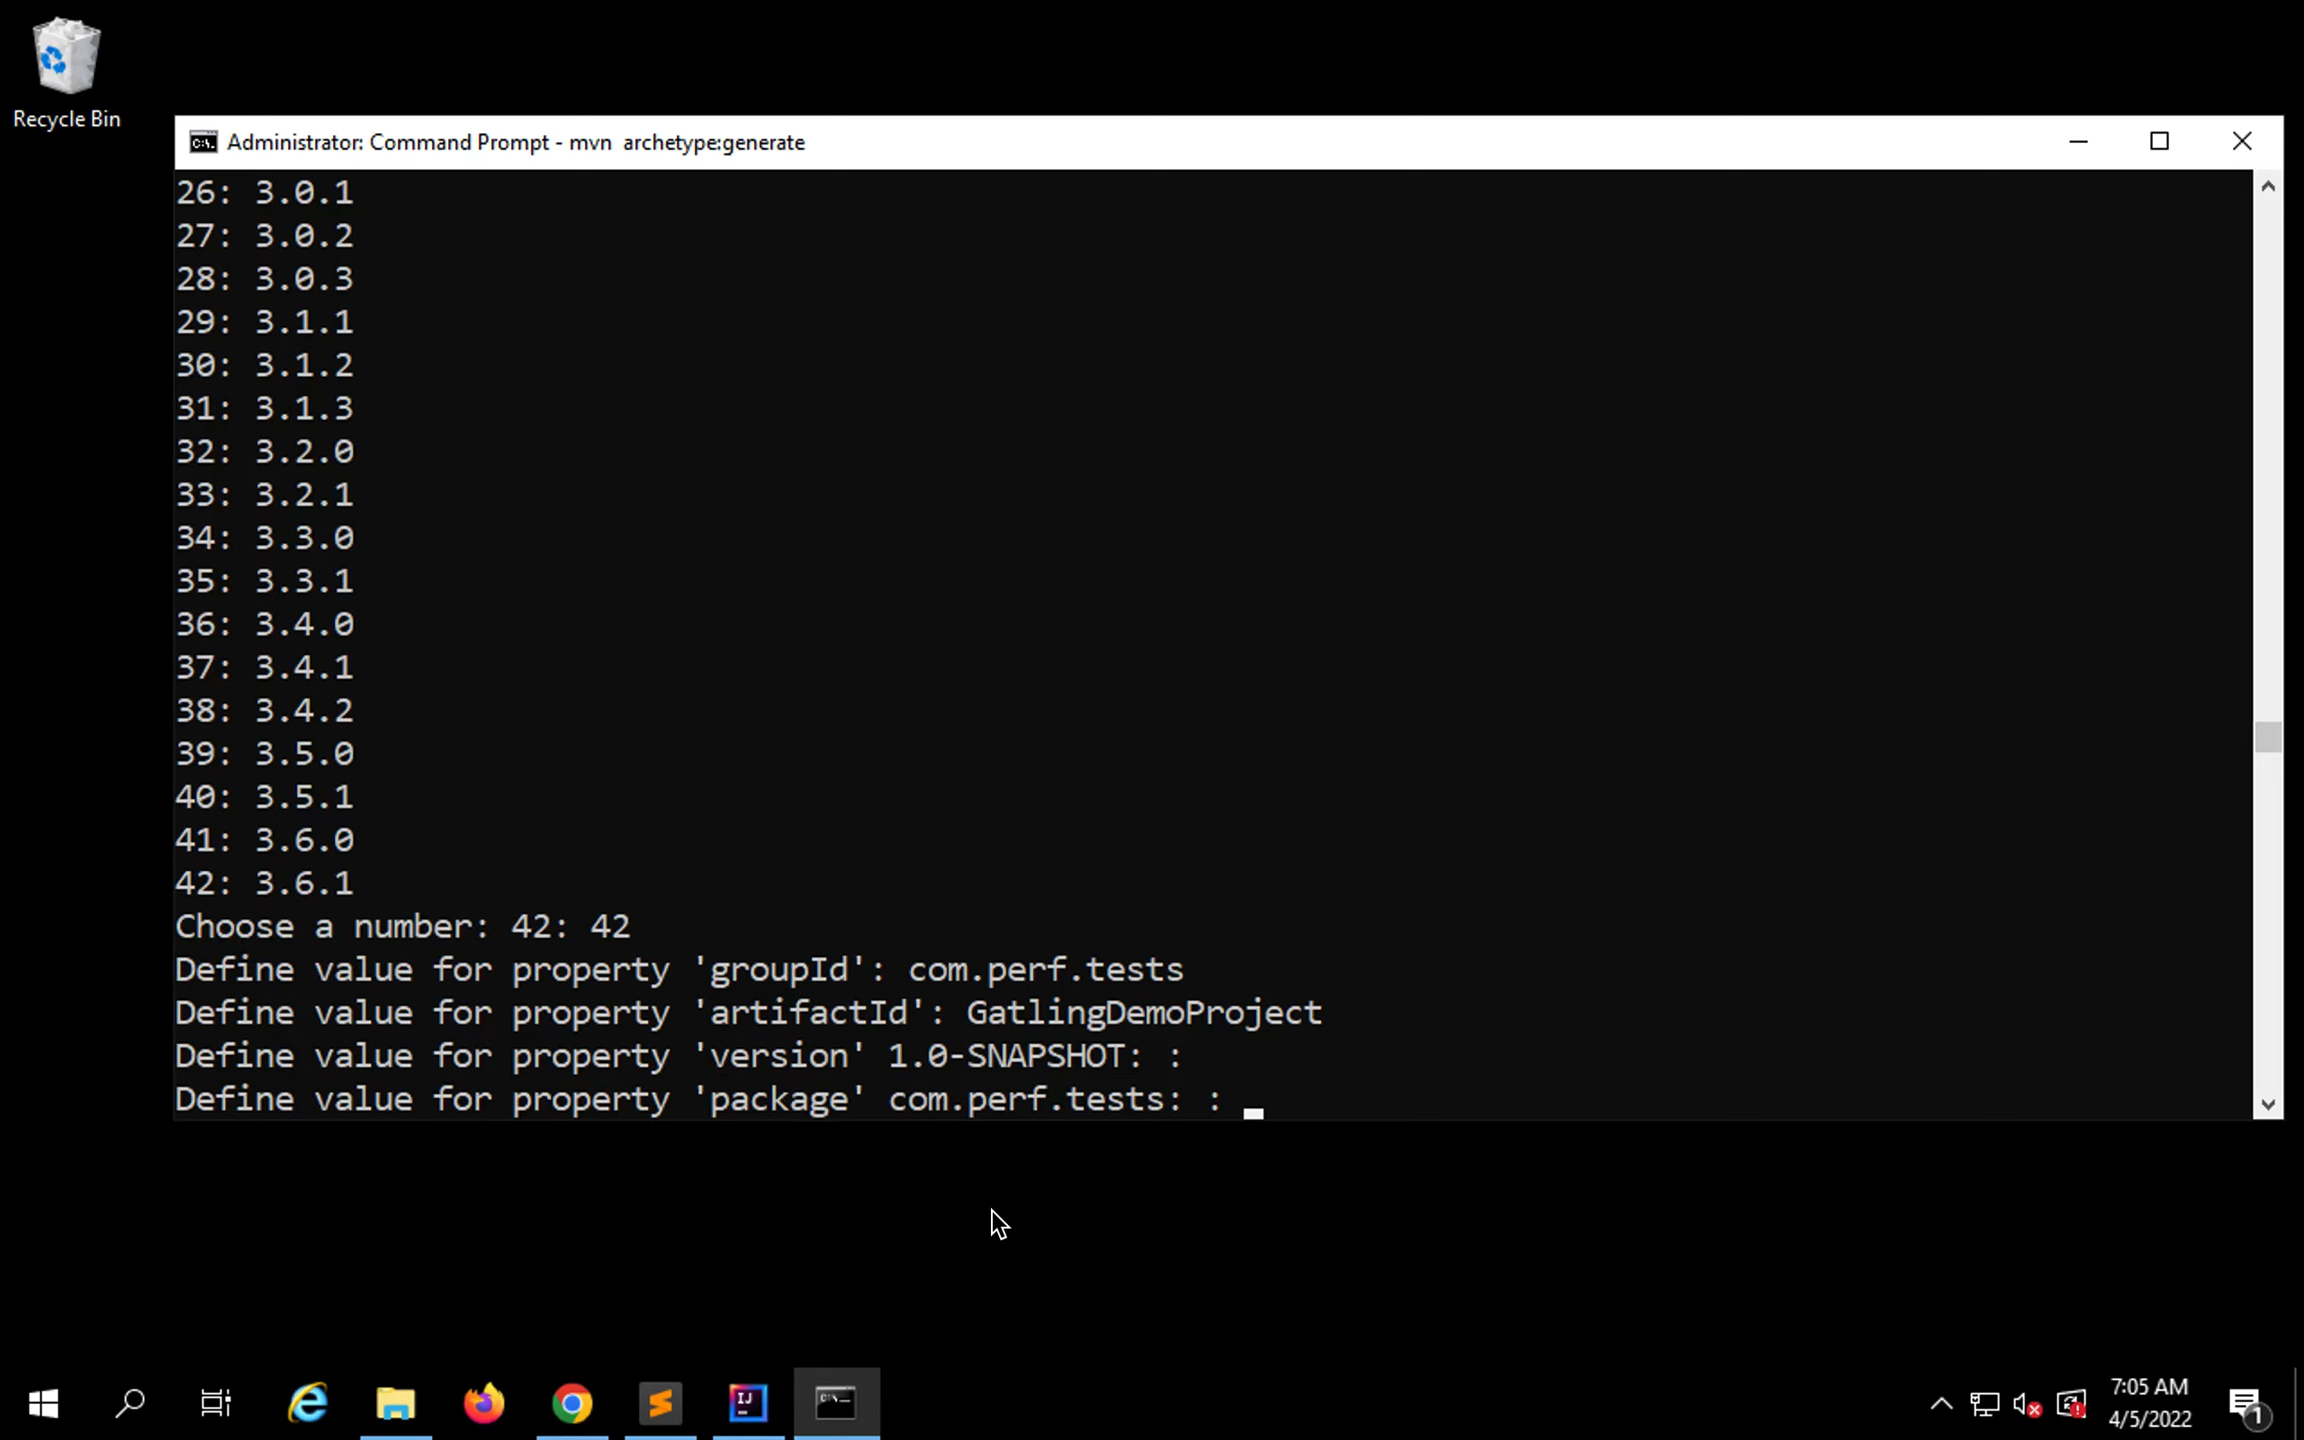 Recycle Bin
Administrator: Command Prompt - mvn  archetype:generate
26: 3.0.1
27: 3.0.2
28: 3.0.3
29: 3.1.1
30: 3.1.2
31: 3.1.3
32: 3.2.0
33: 3.2.1
34: 3.3.0
35: 3.3.1
36: 3.4.0
37: 3.4.1
38: 3.4.2
39: 3.5.0
40: 3.5.1
41: 3.6.0
42: 3.6.1
Choose a number: 42: 42
Define value for property 'groupId': com.perf.tests
Define value for property 'artifactId': GatlingDemoProject
Define value for property 'version' 1.0-SNAPSHOT: :
Define value for property 'package' com.perf.tests: :
7:05 AM
4/5/2022
1